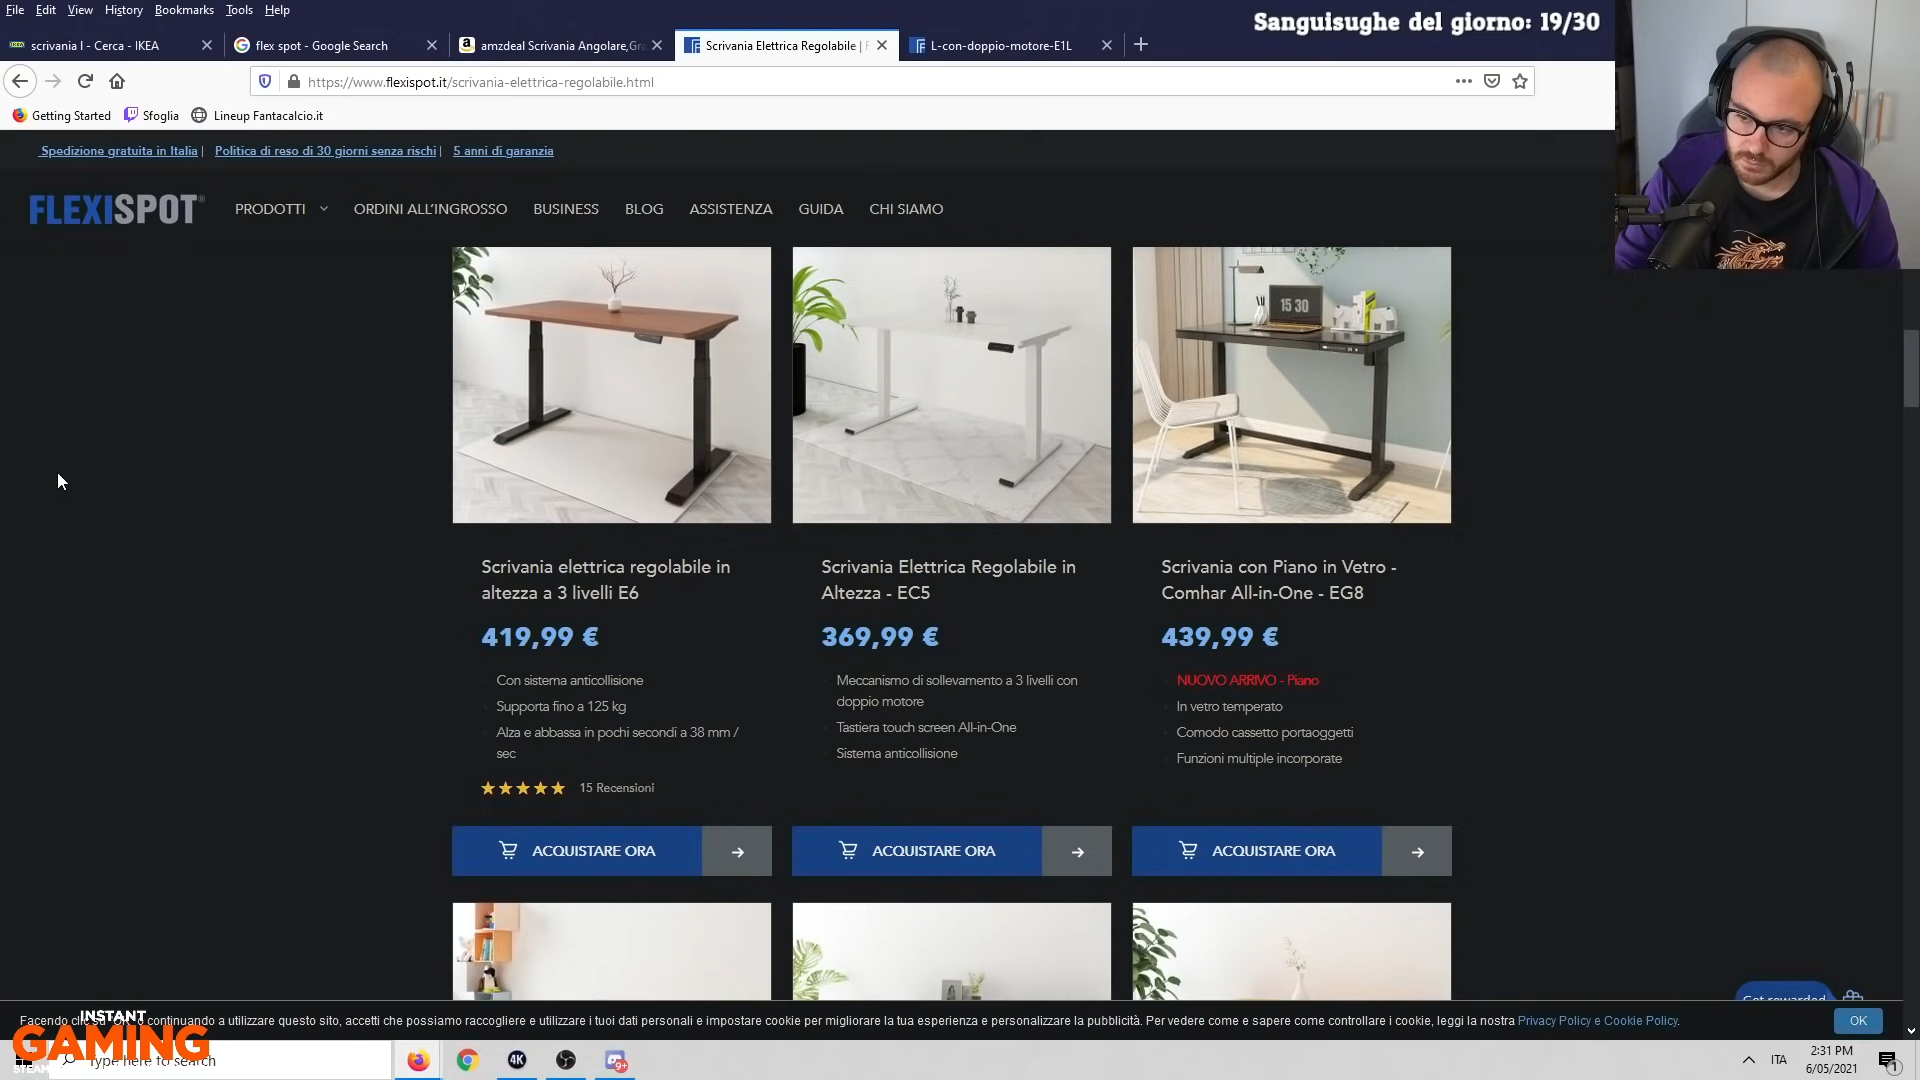 File Edit View History Bookmarks Tools Help
Sanguisughe del giorno: 19/30
scrivania l - Cerca - IKEA
flex spot - Google Search
amzdeal Scrivania Angolare,Gra
Scrivania Elettrica Regolabile |
L-con-doppio-motore-E1L
https://www.flexispot.it/scrivania-elettrica-regolabile.html
Getting Started Sfoglia Lineup Fantacalcio.it
Spedizione gratuita in Italia | Politica di reso di 30 giorni senza rischi | 5 anni di garanzia
FLEXISPOT® PRODOTTI ORDINI ALL'INGROSSO BUSINESS BLOG ASSISTENZA GUIDA CHI SIAMO
15 30
Scrivania elettrica regolabile in
altezza a 3 livelli E6
419,99 €
Con sistema anticollisione
Supporta fino a 125 kg
Alza e abbassa in pochi secondi a 38 mm /
sec
15 Recensioni
ACQUISTARE ORA
Scrivania Elettrica Regolabile in
Altezza - EC5
369,99 €
Meccanismo di sollevamento a 3 livelli con
doppio motore
Tastiera touch screen All-in-One
Sistema anticollisione
ACQUISTARE ORA
Scrivania con Piano in Vetro -
Comhar All-in-One - EG8
439,99 €
NUOVO ARRIVO - Piano
In vetro temperato
Comodo cassetto portaoggetti
Funzioni multiple incorporate
ACQUISTARE ORA
Get rewarded
Facendo clic su "OK" o continuando a utilizzare questo sito, accetti che possiamo raccogliere e utilizzare i tuoi dati personali e impostare cookie per migliorare la tua esperienza e personalizzare la pubblicità. Per vedere come e sapere come controllare i cookie, leggi la nostra Privacy Policy e Cookie Policy.
OK
INSTANT
GAMING
Type here to search
4K
9+
ITA
2:31 PM
6/05/2021
1